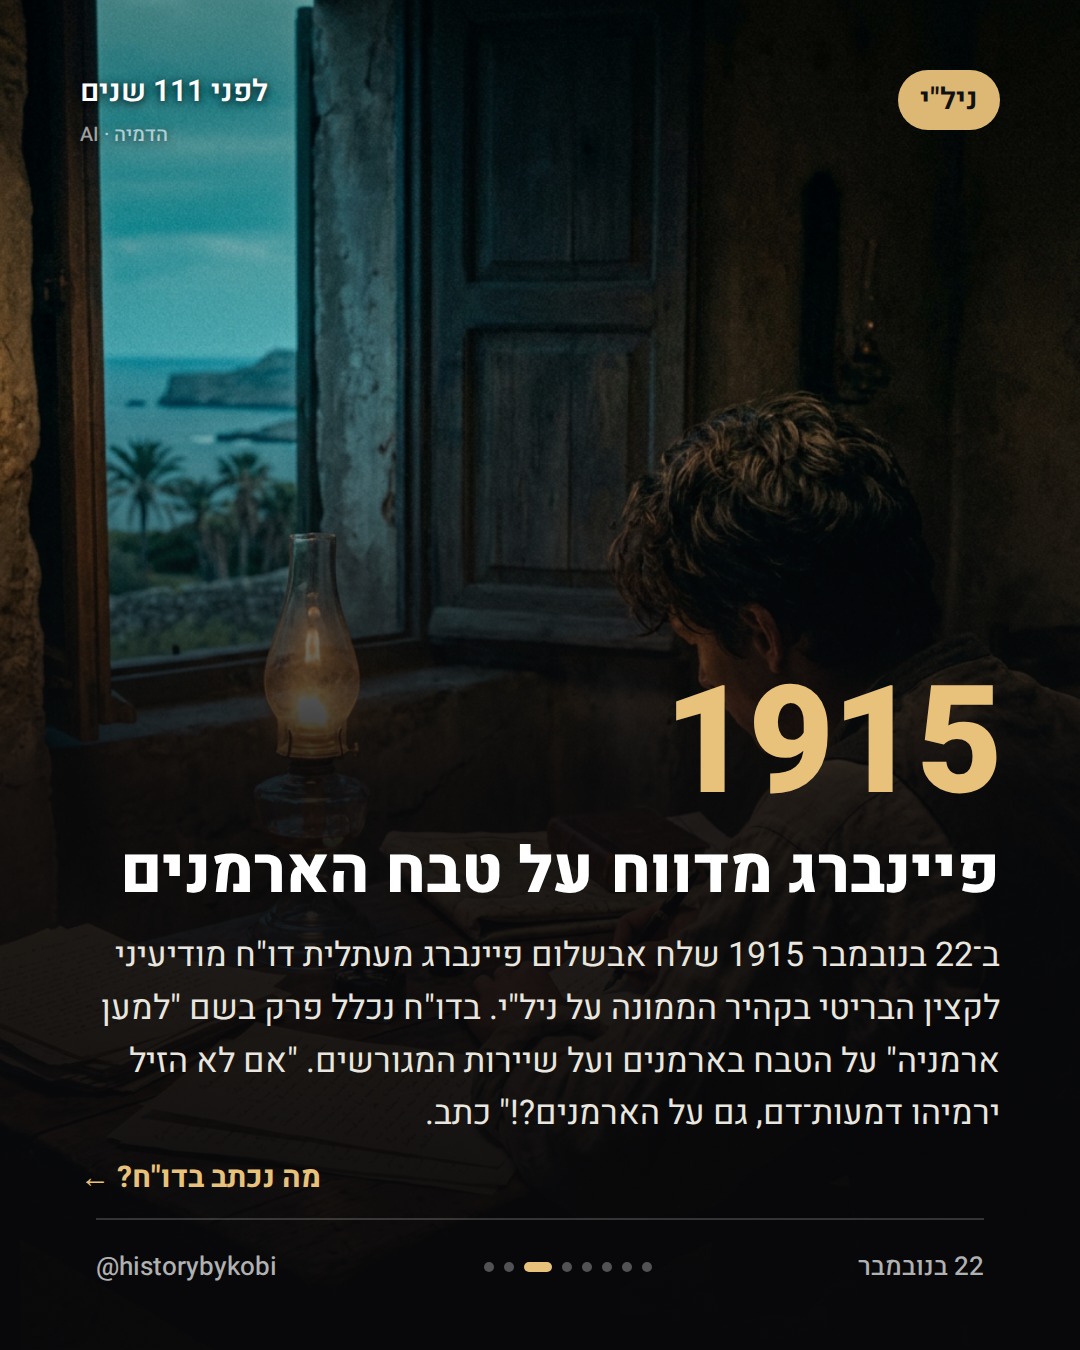 ניל"י
לפני 111 שנים
הדמיה · AI
1915
פיינברג מדווח על טבח הארמנים
ב־22 בנובמבר 1915 שלח אבשלום פיינברג מעתלית דו"ח מודיעיני
לקצין הבריטי בקהיר הממונה על ניל"י. בדו"ח נכלל פרק בשם "למען
ארמניה" על הטבח בארמנים ועל שיירות המגורשים. "אם לא הזיל
ירמיהו דמעות־דם, גם על הארמנים?!" כתב.
מה נכתב בדו"ח? ←
22 בנובמבר
@historybykobi